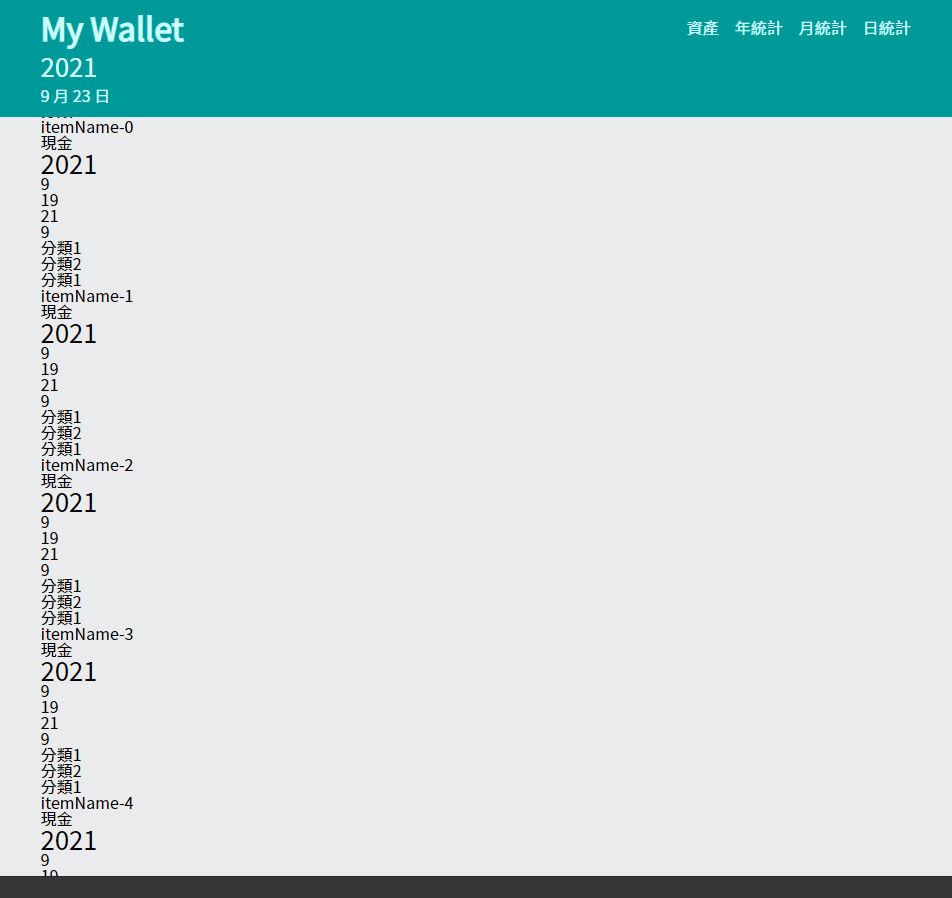 My Wallet
資產 年統計 月統計 日統計
2021
9 月 23 日
itemName-0
現金
2021
9
19
21
9
分類1
分類2
分類1
itemName-1
現金
2021
9
19
21
9
分類1
分類2
分類1
itemName-2
現金
2021
9
19
21
9
分類1
分類2
分類1
itemName-3
現金
2021
9
19
21
9
分類1
分類2
分類1
itemName-4
現金
2021
9
19